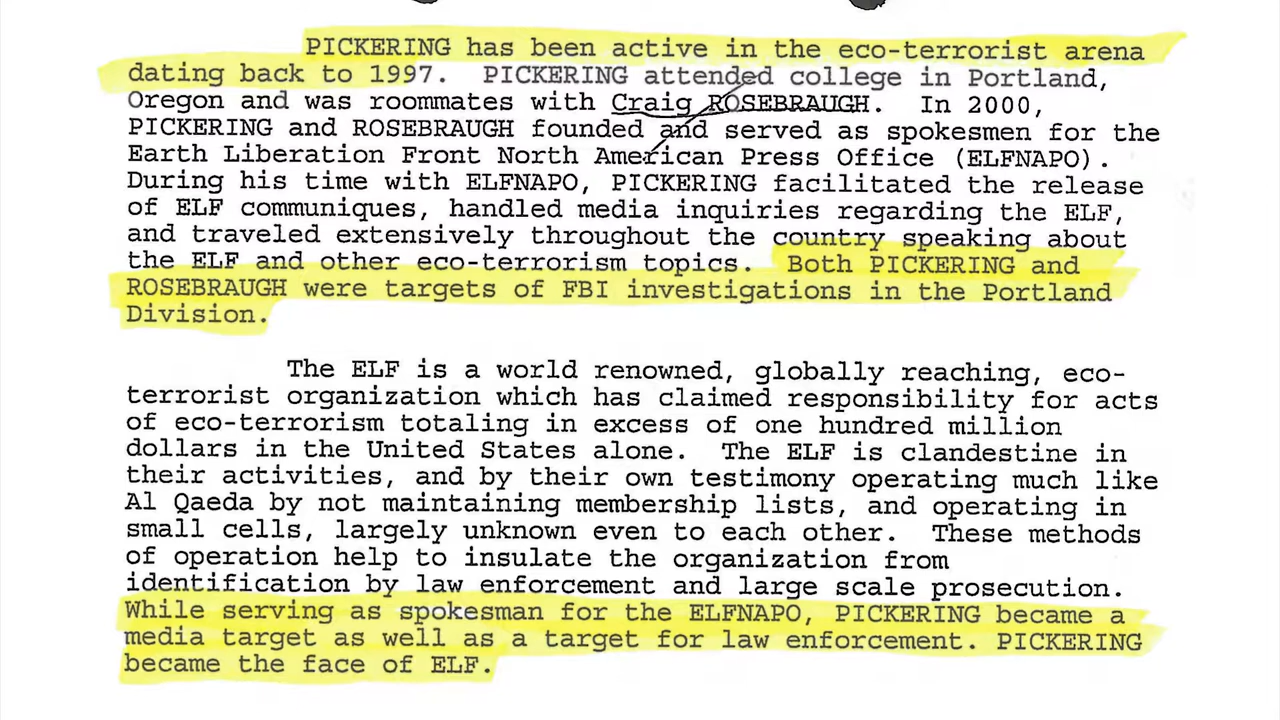 PICKERING has been active in the eco-terrorist arena
dating back to 1997. PICKERING attended college in Portland,
Oregon and was roommates with Craig ROSEBRAUGH. In 2000,
PICKERING and ROSEBRAUGH founded and served as spokesmen for the
Earth Liberation Front North American Press Office (ELFNAPO).
During his time with ELFNAPO, PICKERING facilitated the release
of ELF communiques, handled media inquiries regarding the ELF,
and traveled extensively throughout the country speaking about
the ELF and other eco-terrorism topics. Both PICKERING and
ROSEBRAUGH were targets of FBI investigations in the Portland
Division.
The ELF is a world renowned, globally reaching, eco-
terrorist organization which has claimed responsibility for acts
of eco-terrorism totaling in excess of one hundred million
dollars in the United States alone. The ELF is clandestine in
their activities, and by their own testimony operating much like
Al Qaeda by not maintaining membership lists, and operating in
small cells, largely unknown even to each other. These methods
of operation help to insulate the organization from
identification by law enforcement and large scale prosecution.
While serving as spokesman for the ELFNAPO, PICKERING became a
media target as well as a target for law enforcement. PICKERING
became the face of ELF.